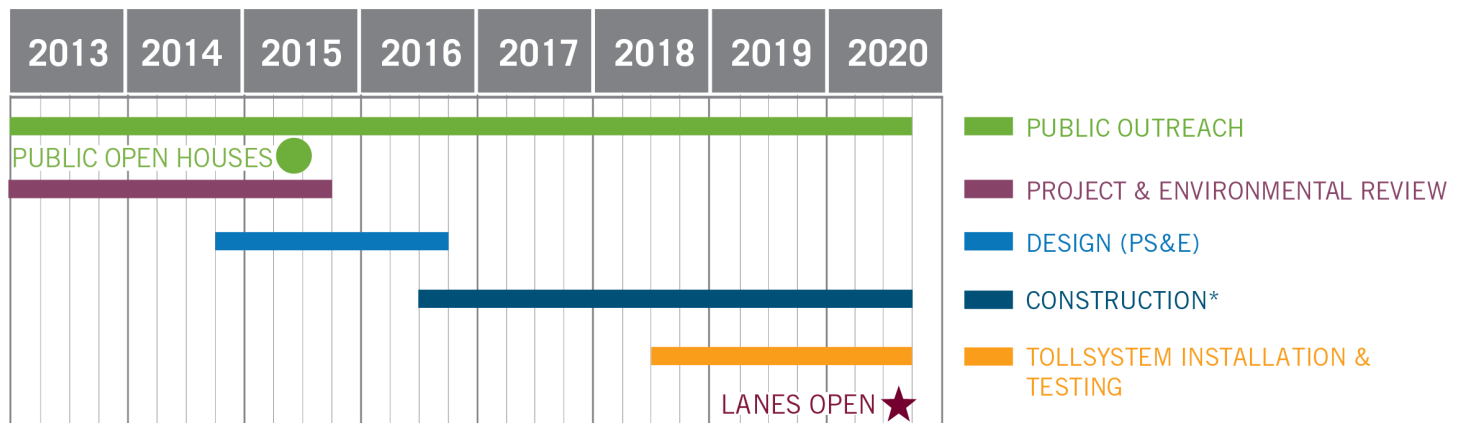 2013 2014 2015 2016 2017 2018 2019 2020
PUBLIC OUTREACH
PUBLIC OPEN HOUSES
PROJECT & ENVIRONMENTAL REVIEW
DESIGN (PS&E)
CONSTRUCTION*
TOLLSYSTEM INSTALLATION &
TESTING
LANES OPEN